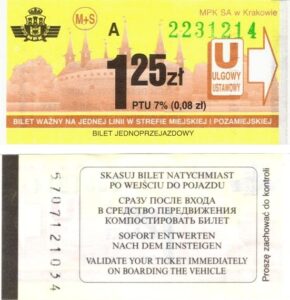 MPK SA w Krakowie
M+S
A
2231214
1 25zł
U
ULGOWY
USTAWOWY
PTU 7% (0,08 zł)
BILET WAŻNY NA JEDNEJ LINII W STREFIE MIEJSKIEJ I POZAMIEJSKIEJ
BILET JEDNOPRZEJAZDOWY
5707121034
SKASUJ BILET NATYCHMIAST
PO WEJŚCIU DO POJAZDU
СРАЗУ ПОСЛЕ ВХОДА
В СРЕДСТВО ПЕРЕДВИЖЕНИЯ
КОМПОСТИРОВАТЬ БИЛЕТ
SOFORT ENTWERTEN
NACH DEM EINSTEIGEN
VALIDATE YOUR TICKET IMMEDIATELY
ON BOARDING THE VEHICLE
Proszę zachować do kontroli